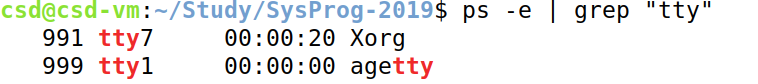 csd@csd-vm:~/Study/SysProg-2019$ ps -e | grep "tty"
991 tty7 00:00:20 Xorg
999 tty1 00:00:00 agetty